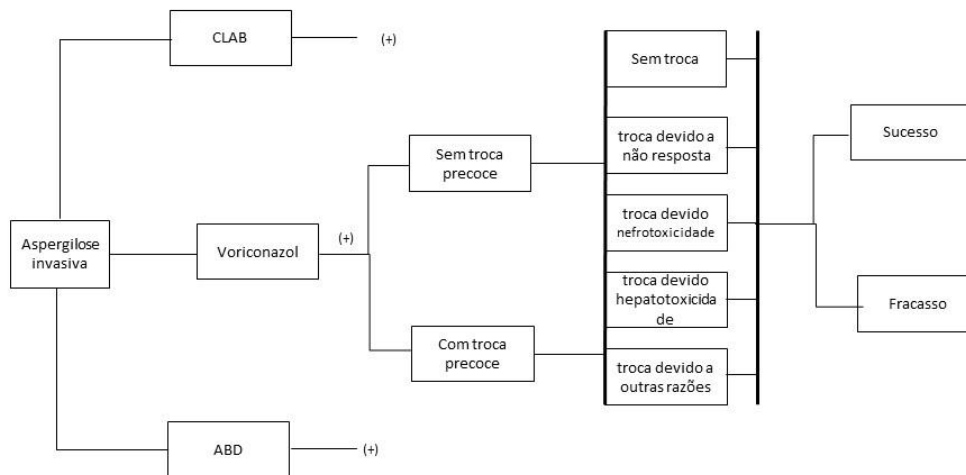 CLAB
(+)
Sem troca
troca devido a
não resposta
Sucesso
Sem troca
precoce
troca devido
nefrotoxicidade
Aspergilose
invasiva
Voriconazol
(+)
troca devido
hepatotoxicida
de
Fracasso
Com troca
precoce
troca devido a
outras razões
ABD
(+)